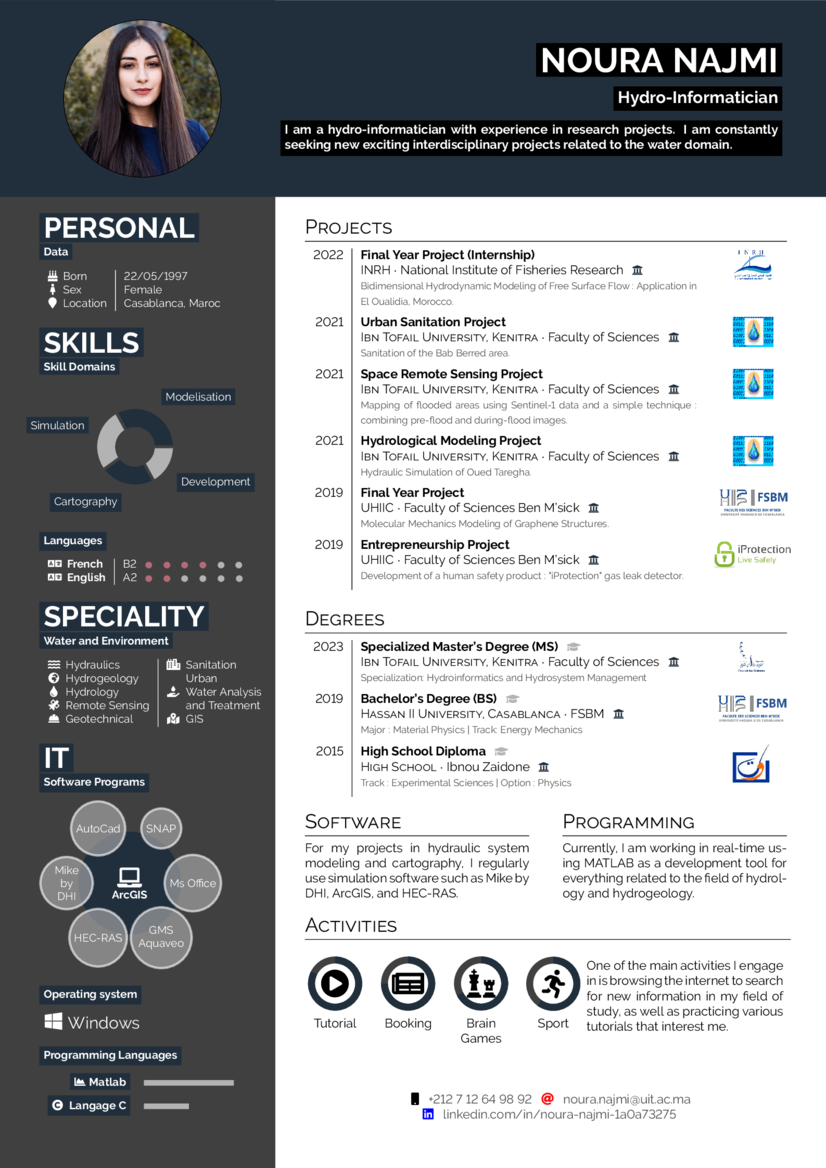 NOURA NAJMI
Hydro-Informatician
I am a hydro-informatician with experience in research projects. I am constantly
seeking new exciting interdisciplinary projects related to the water domain.
PERSONAL
Data
Born 22/05/1997
Sex Female
Location Casablanca, Maroc
SKILLS
Skill Domains
Modelisation
Simulation
Development
Cartography
Languages
French B2
English A2
SPECIALITY
Water and Environment
Hydraulics
Hydrogeology
Hydrology
Remote Sensing
Geotechnical
Sanitation
Urban
Water Analysis
and Treatment
GIS
IT
Software Programs
AutoCad
SNAP
Mike
by
DHI
ArcGIS
Ms Office
HEC-RAS
GMS
Aquaveo
Operating system
Windows
Programming Languages
Matlab
C Langage C
PROJECTS
2022 Final Year Project (Internship)
INRH · National Institute of Fisheries Research
Bidimensional Hydrodynamic Modeling of Free Surface Flow : Application in
El Oualidia, Morocco.
INRH
2021 Urban Sanitation Project
IBN TOFAIL UNIVERSITY, KENITRA · Faculty of Sciences
Sanitation of the Bab Berred area.
2021 Space Remote Sensing Project
IBN TOFAIL UNIVERSITY, KENITRA · Faculty of Sciences
Mapping of flooded areas using Sentinel-1 data and a simple technique :
combining pre-flood and during-flood images.
2021 Hydrological Modeling Project
IBN TOFAIL UNIVERSITY, KENITRA · Faculty of Sciences
Hydraulic Simulation of Oued Taregha.
2019 Final Year Project
UHIIC · Faculty of Sciences Ben M'sick
Molecular Mechanics Modeling of Graphene Structures.
FSBM
FACULTE DES SCIENCES BEN M'SICK
2019 Entrepreneurship Project
UHIIC · Faculty of Sciences Ben M'sick
Development of a human safety product : "iProtection" gas leak detector.
iProtection
Live Safely
DEGREES
2023 Specialized Master's Degree (MS)
IBN TOFAIL UNIVERSITY, KENITRA · Faculty of Sciences
Specialization: Hydroinformatics and Hydrosystem Management
2019 Bachelor's Degree (BS)
HASSAN II UNIVERSITY, CASABLANCA · FSBM
Major : Material Physics | Track: Energy Mechanics
FSBM
FACULTE DES SCIENCES BEN M'SICK
2015 High School Diploma
HIGH SCHOOL · Ibnou Zaidone
Track : Experimental Sciences | Option : Physics
SOFTWARE
For my projects in hydraulic system
modeling and cartography, I regularly
use simulation software such as Mike by
DHI, ArcGIS, and HEC-RAS.
PROGRAMMING
Currently, I am working in real-time us-
ing MATLAB as a development tool for
everything related to the field of hydrol-
ogy and hydrogeology.
ACTIVITIES
Tutorial
Booking
Brain
Games
Sport
One of the main activities I engage
in is browsing the internet to search
for new information in my field of
study, as well as practicing various
tutorials that interest me.
+212 7 12 64 98 92 @ noura.najmi@uit.ac.ma
in linkedin.com/in/noura-najmi-1a0a73275